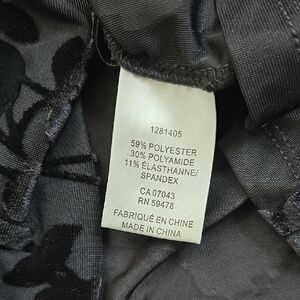 1281405
59% POLYESTER
30% POLYAMIDE
11% ÉLASTHANNE/
SPANDEX
CA 07043
RN 59478
FABRIQUÉ EN CHINE
MADE IN CHINA